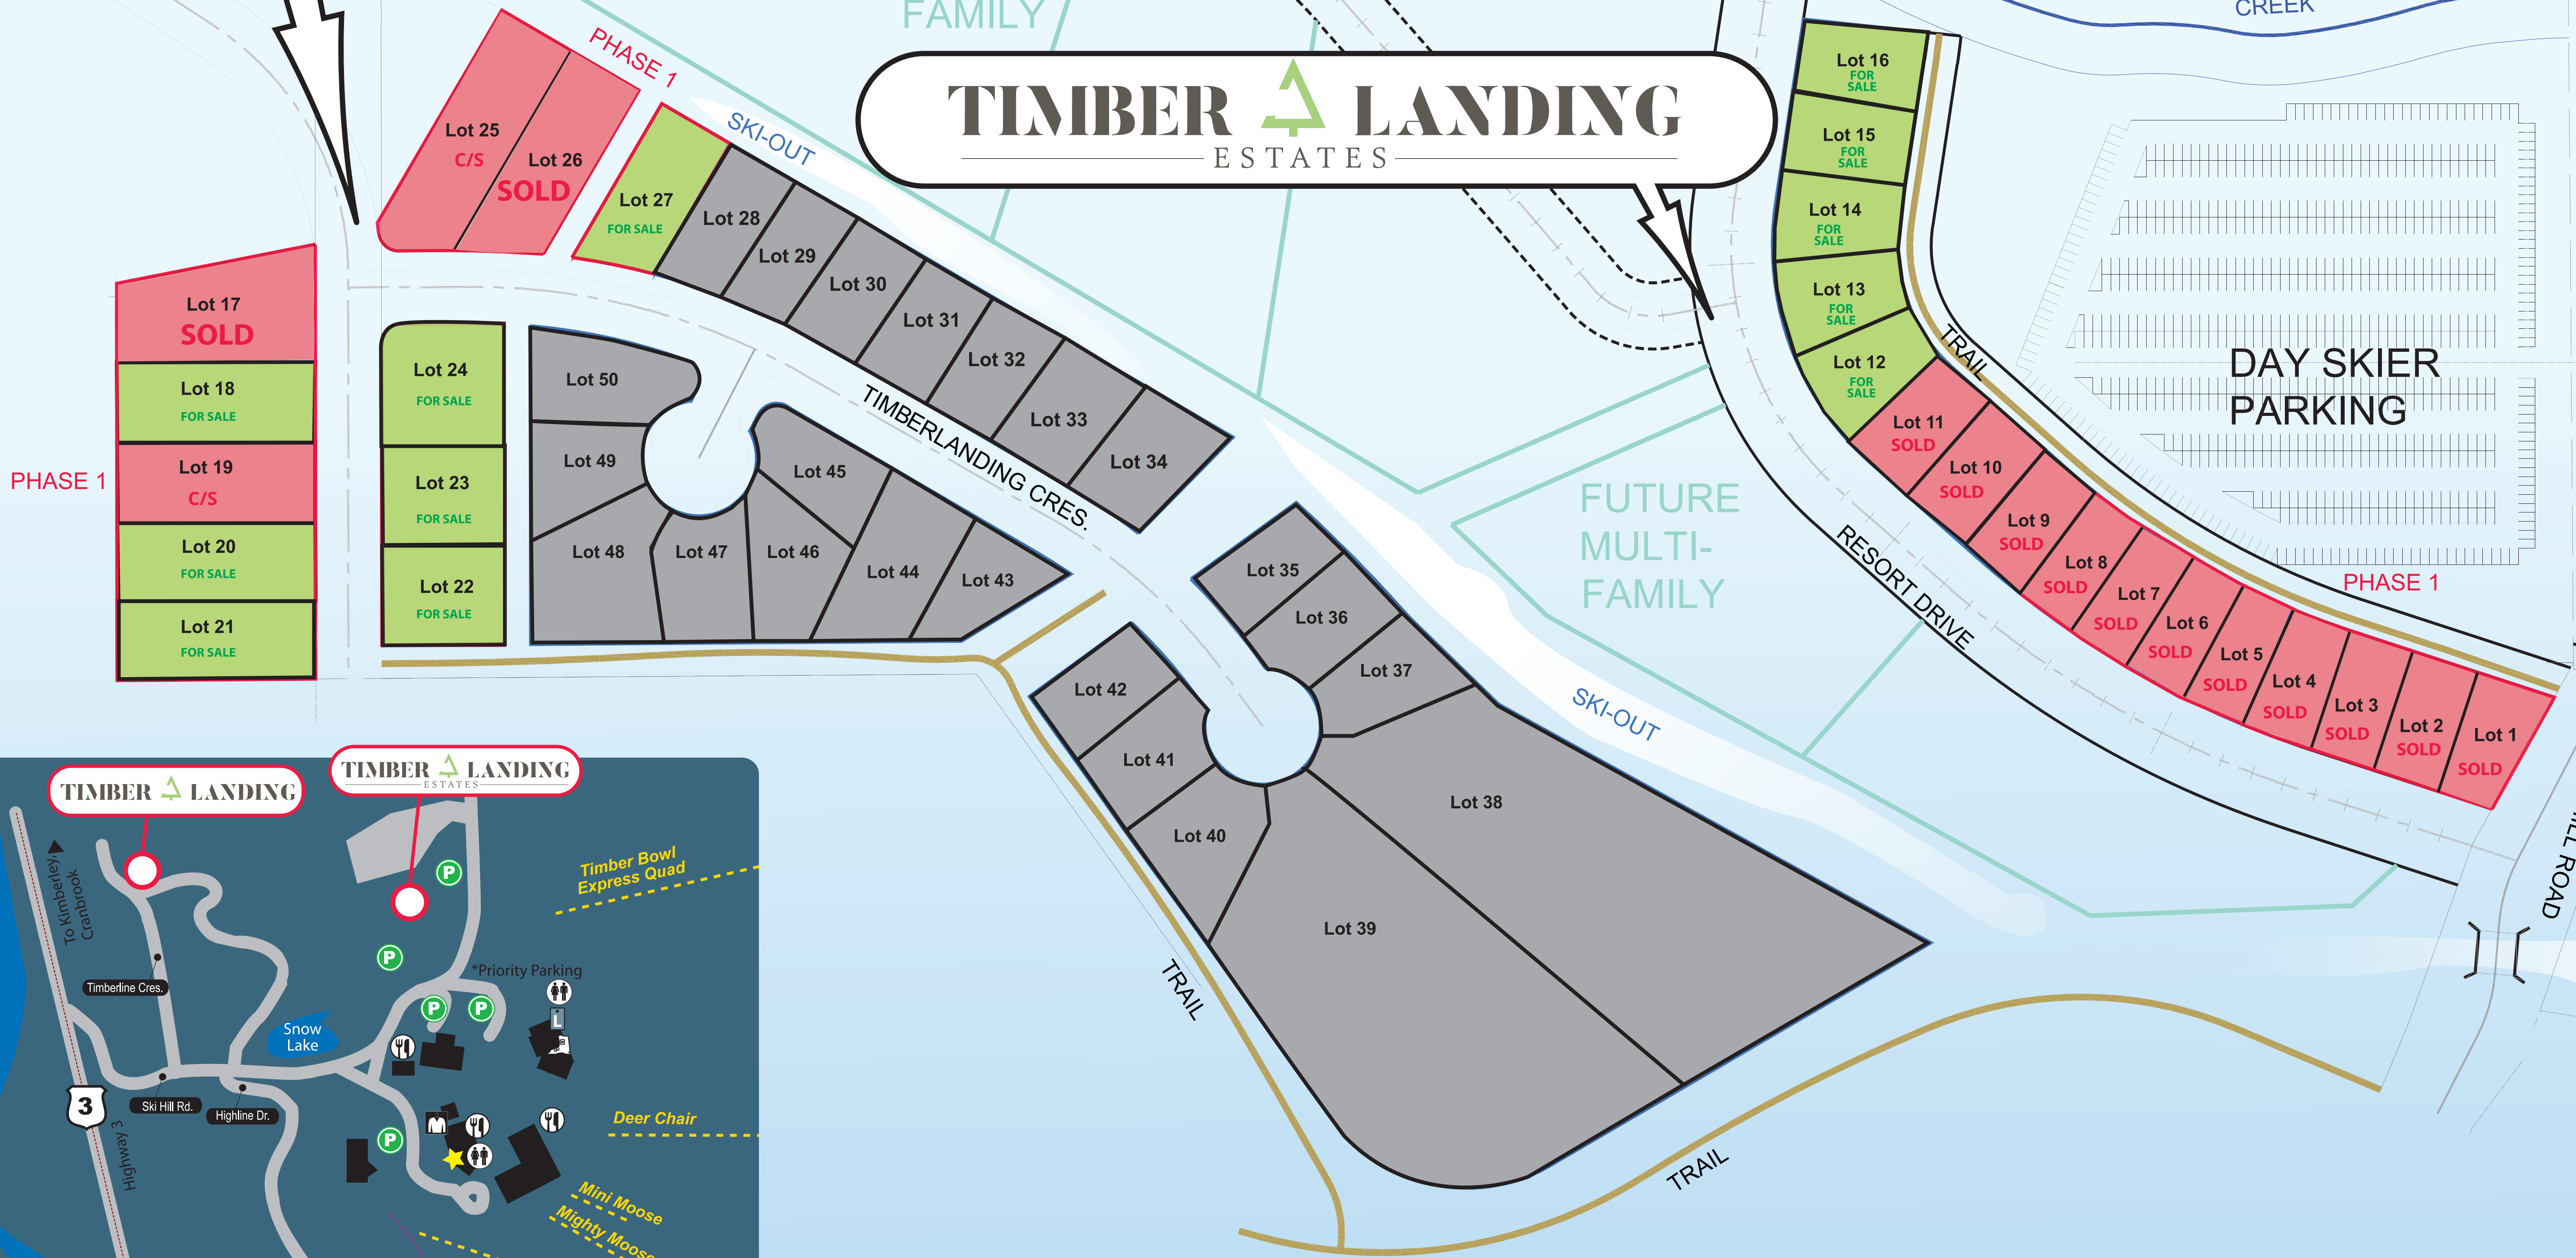 FAMILY
CREEK
PHASE 1
SKI-OUT
TIMBER LANDING
ESTATES
Lot 25
C/S
Lot 26
SOLD
Lot 27
FOR SALE
Lot 28
Lot 29
Lot 30
Lot 31
Lot 32
Lot 33
Lot 34
Lot 17
SOLD
Lot 18
FOR SALE
Lot 19
C/S
Lot 20
FOR SALE
Lot 21
FOR SALE
PHASE 1
Lot 24
FOR SALE
Lot 23
FOR SALE
Lot 22
FOR SALE
Lot 50
Lot 49
Lot 48
Lot 47
Lot 46
Lot 45
Lot 44
Lot 43
TIMBERLANDING CRES.
Lot 35
Lot 36
Lot 37
Lot 38
Lot 39
Lot 40
Lot 41
Lot 42
TRAIL
TRAIL
SKI-OUT
FUTURE
MULTI-
FAMILY
Lot 16
FOR
SALE
Lot 15
FOR
SALE
Lot 14
FOR
SALE
Lot 13
FOR
SALE
Lot 12
FOR
SALE
Lot 11
SOLD
Lot 10
SOLD
Lot 9
SOLD
Lot 8
SOLD
Lot 7
SOLD
Lot 6
SOLD
Lot 5
SOLD
Lot 4
SOLD
Lot 3
SOLD
Lot 2
SOLD
Lot 1
SOLD
TRAIL
RESORT DRIVE
DAY SKIER
PARKING
PHASE 1
ROAD
TIMBER LANDING
TIMBER LANDING
ESTATES
To Kimberley,
Cranbrook
P
Timber Bowl
Express Quad
P
*Priority Parking
Timberline Cres.
P
P
L
Snow
Lake
3
Ski Hill Rd.
Highline Dr.
Highway 3
P
Deer Chair
Mini Moose
Mighty Moose